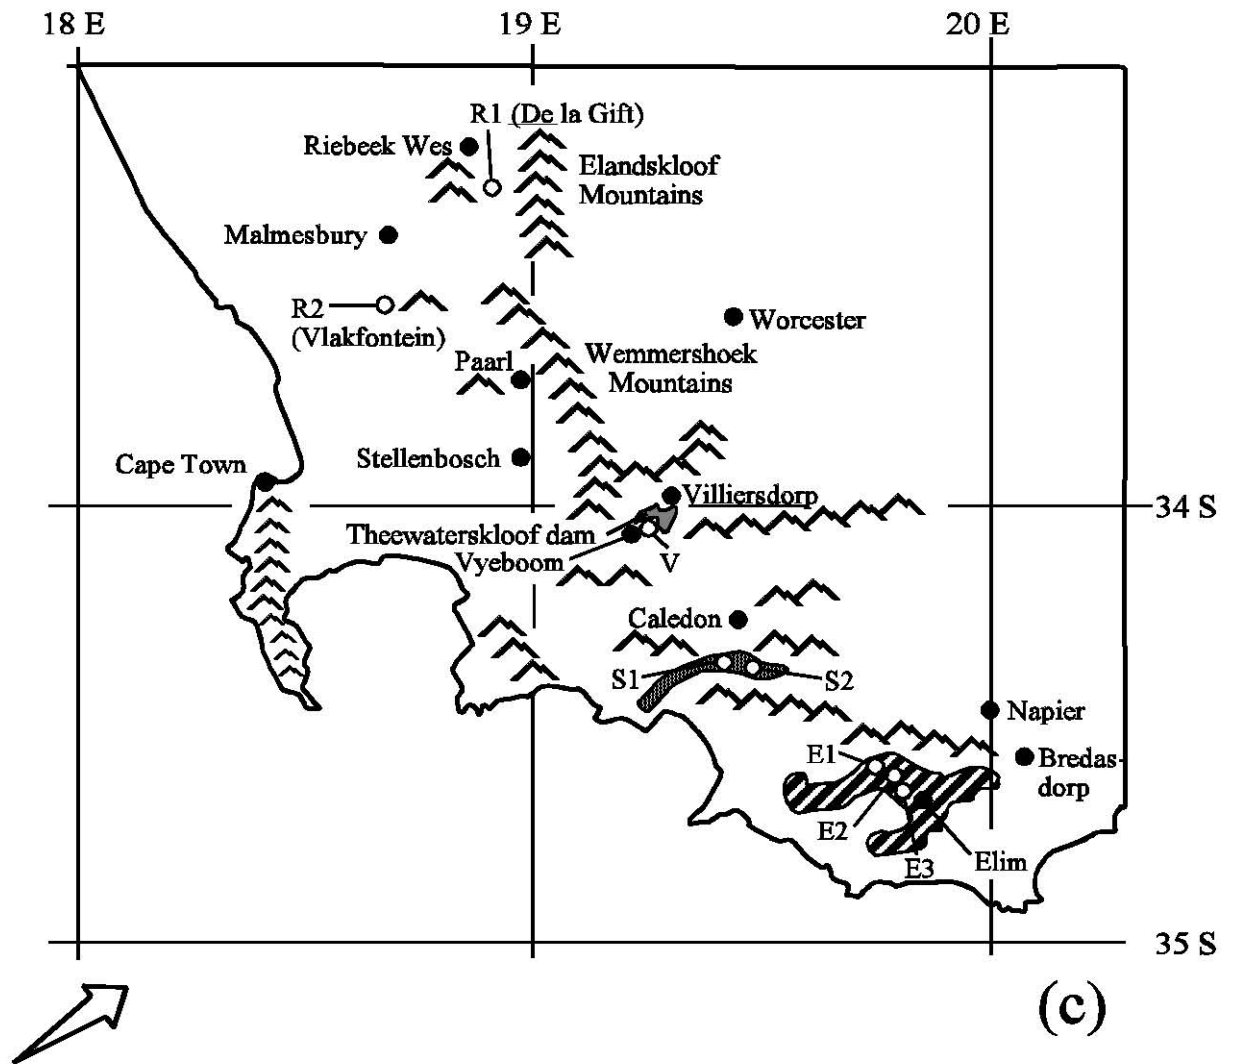 18 E
19 E
20 E
R1 (De la Gift)
Riebeek Wes
Elandskloof
Mountains
Malmesbury
R2
(Vlakfontein)
Worcester
Wemmershoek
Mountains
Paarl
Cape Town
Stellenbosch
Villiersdorp
34 S
Theewaterskloof dam
Vyeboom
V
Caledon
S1
S2
Napier
E1
Bredas-
dorp
E2
E3
Elim
35 S
(c)